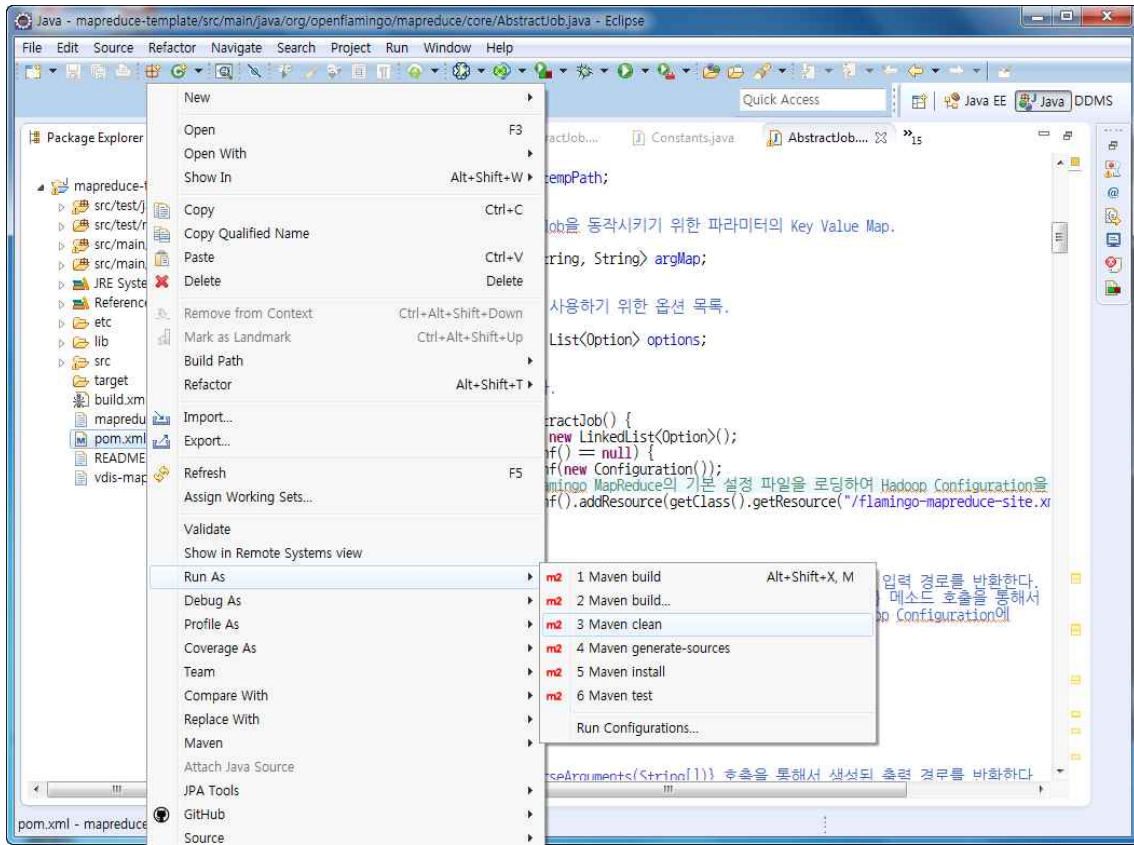 Java - mapreduce-template/src/main/java/org/openflamingo/mapreduce/core/AbstractJob.java - Eclipse
File Edit Source Refactor Navigate Search Project Run Window Help
Quick Access
Java EE
Java
DDMS
Package Explorer
ractJob....
Constants.java
AbstractJob....
»15
mapreduce-t
src/test/j
src/test/r
src/main
src/main
JRE Syste
Reference
etc
lib
src
target
build.xm
mapredu
pom.xml
README
vdis-map
New
Open F3
Open With
Show In Alt+Shift+W
Copy Ctrl+C
Copy Qualified Name
Paste Ctrl+V
Delete Delete
Remove from Context Ctrl+Alt+Shift+Down
Mark as Landmark Ctrl+Alt+Shift+Up
Build Path
Refactor Alt+Shift+T
Import...
Export...
Refresh F5
Assign Working Sets...
Validate
Show in Remote Systems view
Run As
Debug As
Profile As
Coverage As
Team
Compare With
Replace With
Maven
Attach Java Source
JPA Tools
GitHub
Source
tempPath;
Job을 동작시키기 위한 파라미터의 Key Value Map.
tring, String> argMap;
사용하기 위한 옵션 목록.
List<Option> options;
.
tractJob() {
new LinkedList<Option>();
nf() == null) {
nf(new Configuration());
amingo MapReduce의 기본 설정 파일을 로딩하여 Hadoop Configuration을
nf().addResource(getClass().getResource("/flamingo-mapreduce-site.xm
입력 경로를 반환한다.
} 메소드 호출을 통해서
op Configuration에
m2 1 Maven build Alt+Shift+X, M
m2 2 Maven build...
m2 3 Maven clean
m2 4 Maven generate-sources
m2 5 Maven install
m2 6 Maven test
Run Configurations...
rseArguments(String[])} 호출을 통해서 생성된 출력 경로를 반환한다
pom.xml - mapreduce